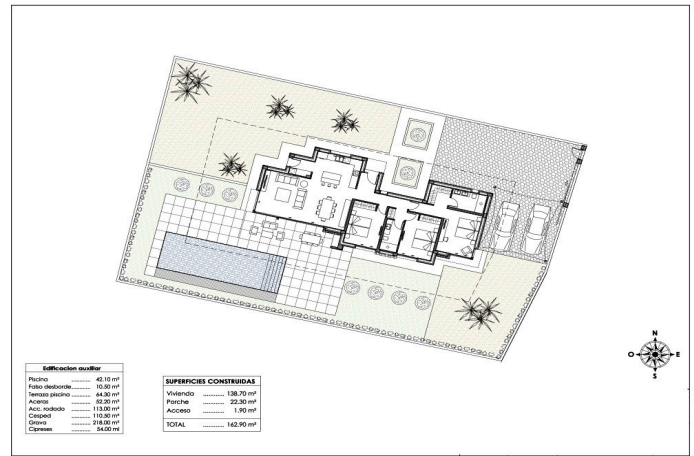 N
O
E
S
Edificacion auxiliar
Piscina ............ 42.10 m²
Falso desborde............ 10.50 m²
Terraza piscina ............ 64.30 m²
Aceras ............ 52.20 m²
Acc. rodado ............ 113.00 m²
Cesped ............ 110.50 m²
Grava ............ 218.00 m²
Cipreses ............ 54.00 ml
SUPERFICIES CONSTRUIDAS
Vivienda ............ 138.70 m²
Porche ............ 22.30 m²
Acceso ............ 1.90 m²
TOTAL ............ 162.90 m²